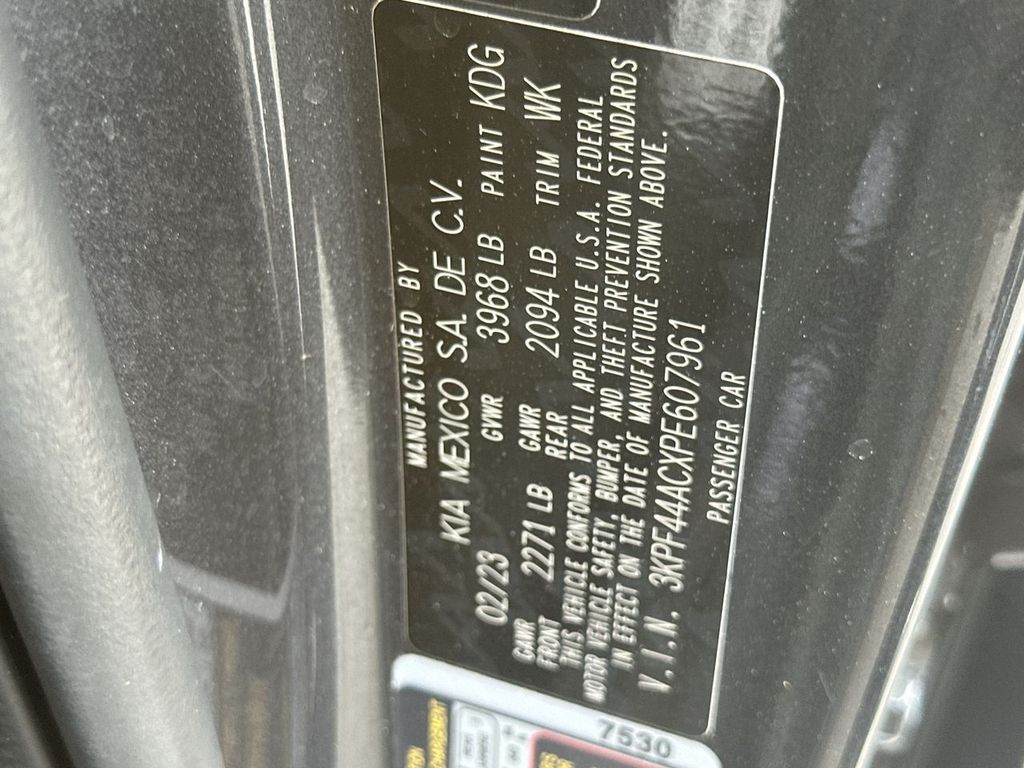 MANUFACTURED BY
KIA MEXICO S.A. DE C.V.
02/23 GVWR 3968 LB PAINT KDG
GAWR FRONT 2271 LB GAWR REAR 2094 LB TRIM WK
THIS VEHICLE CONFORMS TO ALL APPLICABLE U.S.A. FEDERAL
MOTOR VEHICLE SAFETY, BUMPER, AND THEFT PREVENTION STANDARDS
IN EFFECT ON THE DATE OF MANUFACTURE SHOWN ABOVE.
V.I.N. 3KPF44ACXPE607961
PASSENGER CAR
7530